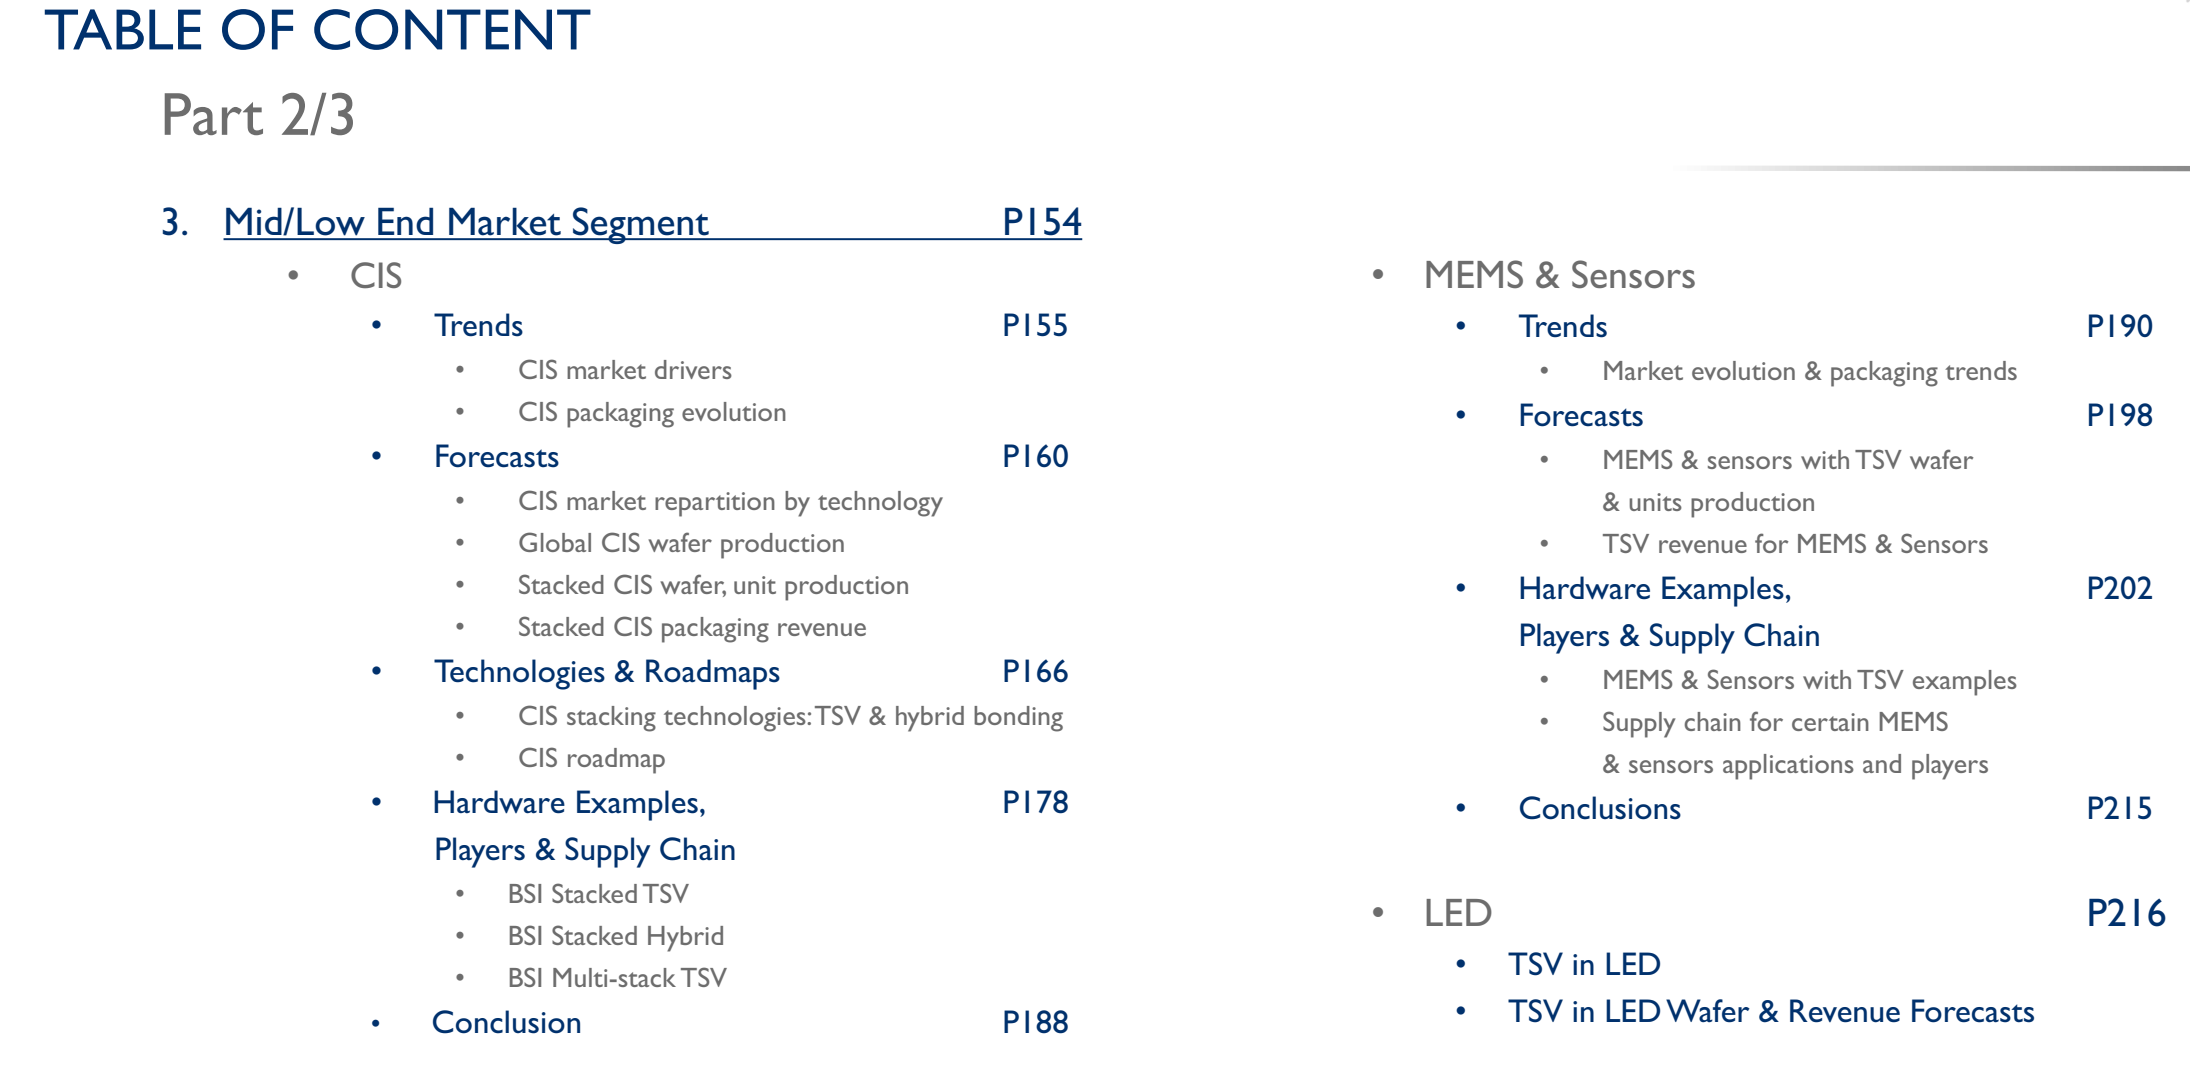 TABLE OF CONTENT
Part 2/3
3. Mid/Low End Market Segment P154
• CIS
• Trends P155
• CIS market drivers
• CIS packaging evolution
• Forecasts P160
• CIS market repartition by technology
• Global CIS wafer production
• Stacked CIS wafer, unit production
• Stacked CIS packaging revenue
• Technologies & Roadmaps P166
• CIS stacking technologies: TSV & hybrid bonding
• CIS roadmap
• Hardware Examples, P178
Players & Supply Chain
• BSI Stacked TSV
• BSI Stacked Hybrid
• BSI Multi-stack TSV
• Conclusion P188
• MEMS & Sensors
• Trends P190
• Market evolution & packaging trends
• Forecasts P198
• MEMS & sensors with TSV wafer
& units production
• TSV revenue for MEMS & Sensors
• Hardware Examples, P202
Players & Supply Chain
• MEMS & Sensors with TSV examples
• Supply chain for certain MEMS
& sensors applications and players
• Conclusions P215
• LED P216
• TSV in LED
• TSV in LED Wafer & Revenue Forecasts